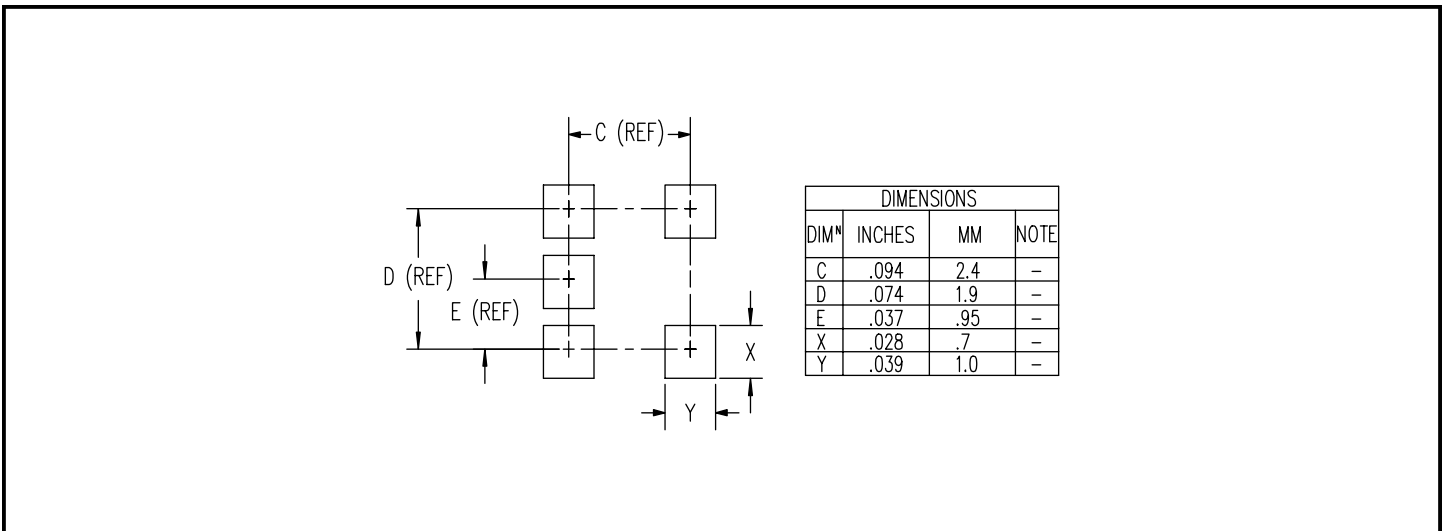 C (REF)
D (REF)
E (REF)
X
Y
DIMENSIONS
DIMᴺ INCHES MM NOTE
C .094 2.4 –
D .074 1.9 –
E .037 .95 –
X .028 .7 –
Y .039 1.0 –